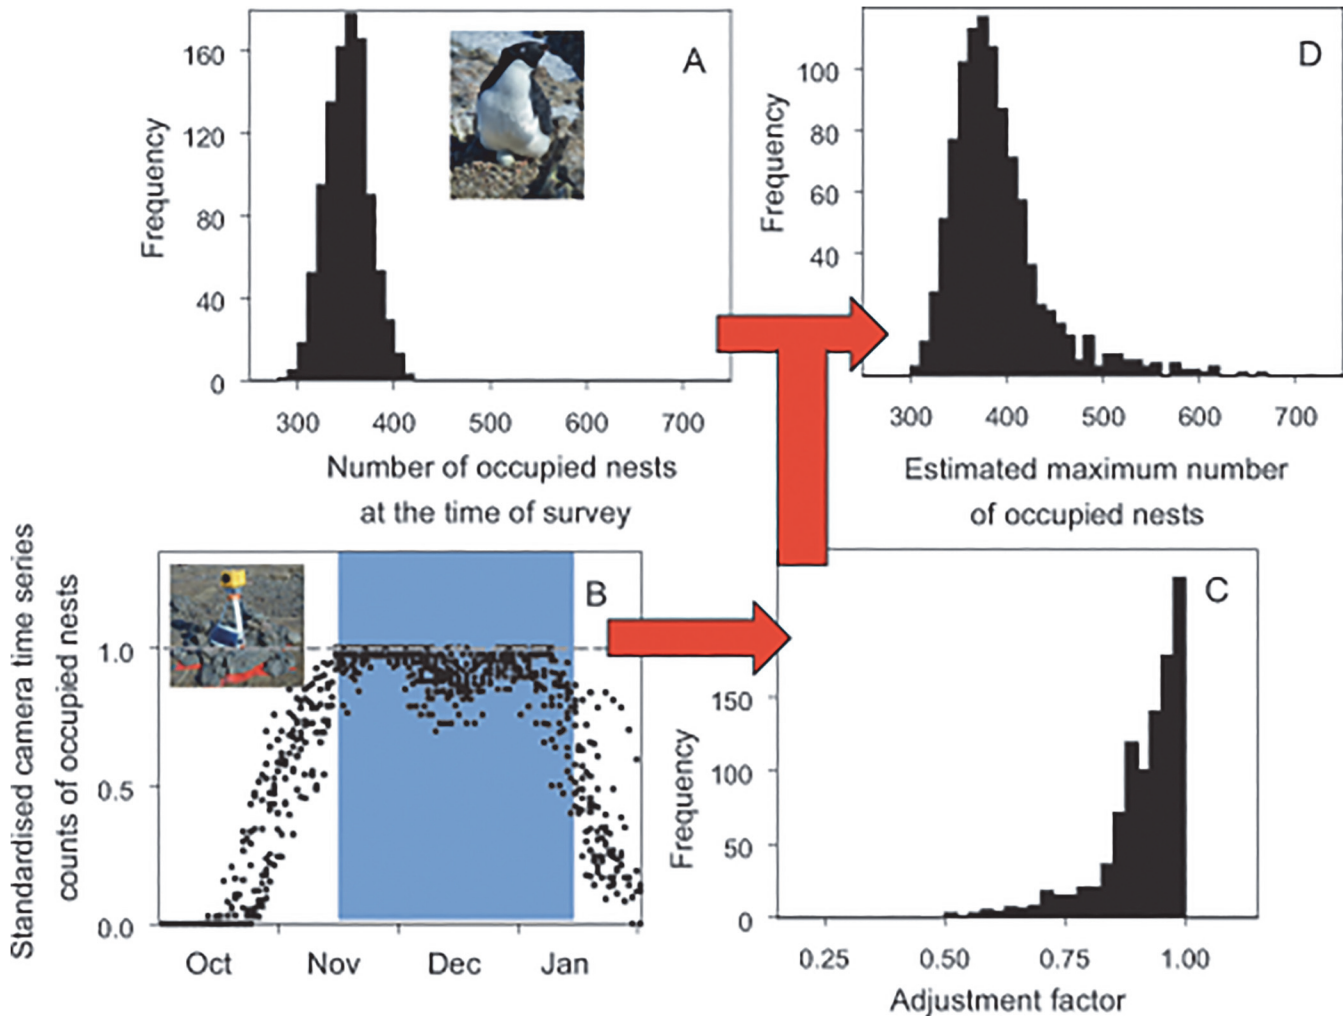 A
Frequency
160
120
80
40
0
300 400 500 600 700
Number of occupied nests
at the time of survey
D
Frequency
100
80
60
40
300 400 500 600 700
Estimated maximum number
of occupied nests
B
Standardised camera time series
counts of occupied nests
1.0
0.5
0.0
Oct Nov Dec Jan
C
Frequency
150
100
50
0
0.25 0.50 0.75 1.00
Adjustment factor